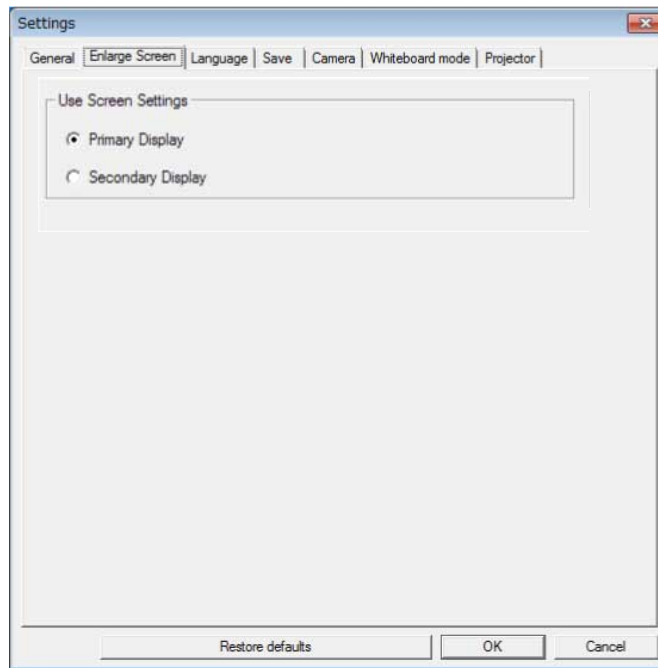 Settings
General Enlarge Screen Language Save Camera Whiteboard mode Projector
Use Screen Settings
Primary Display
Secondary Display
Restore defaults OK Cancel